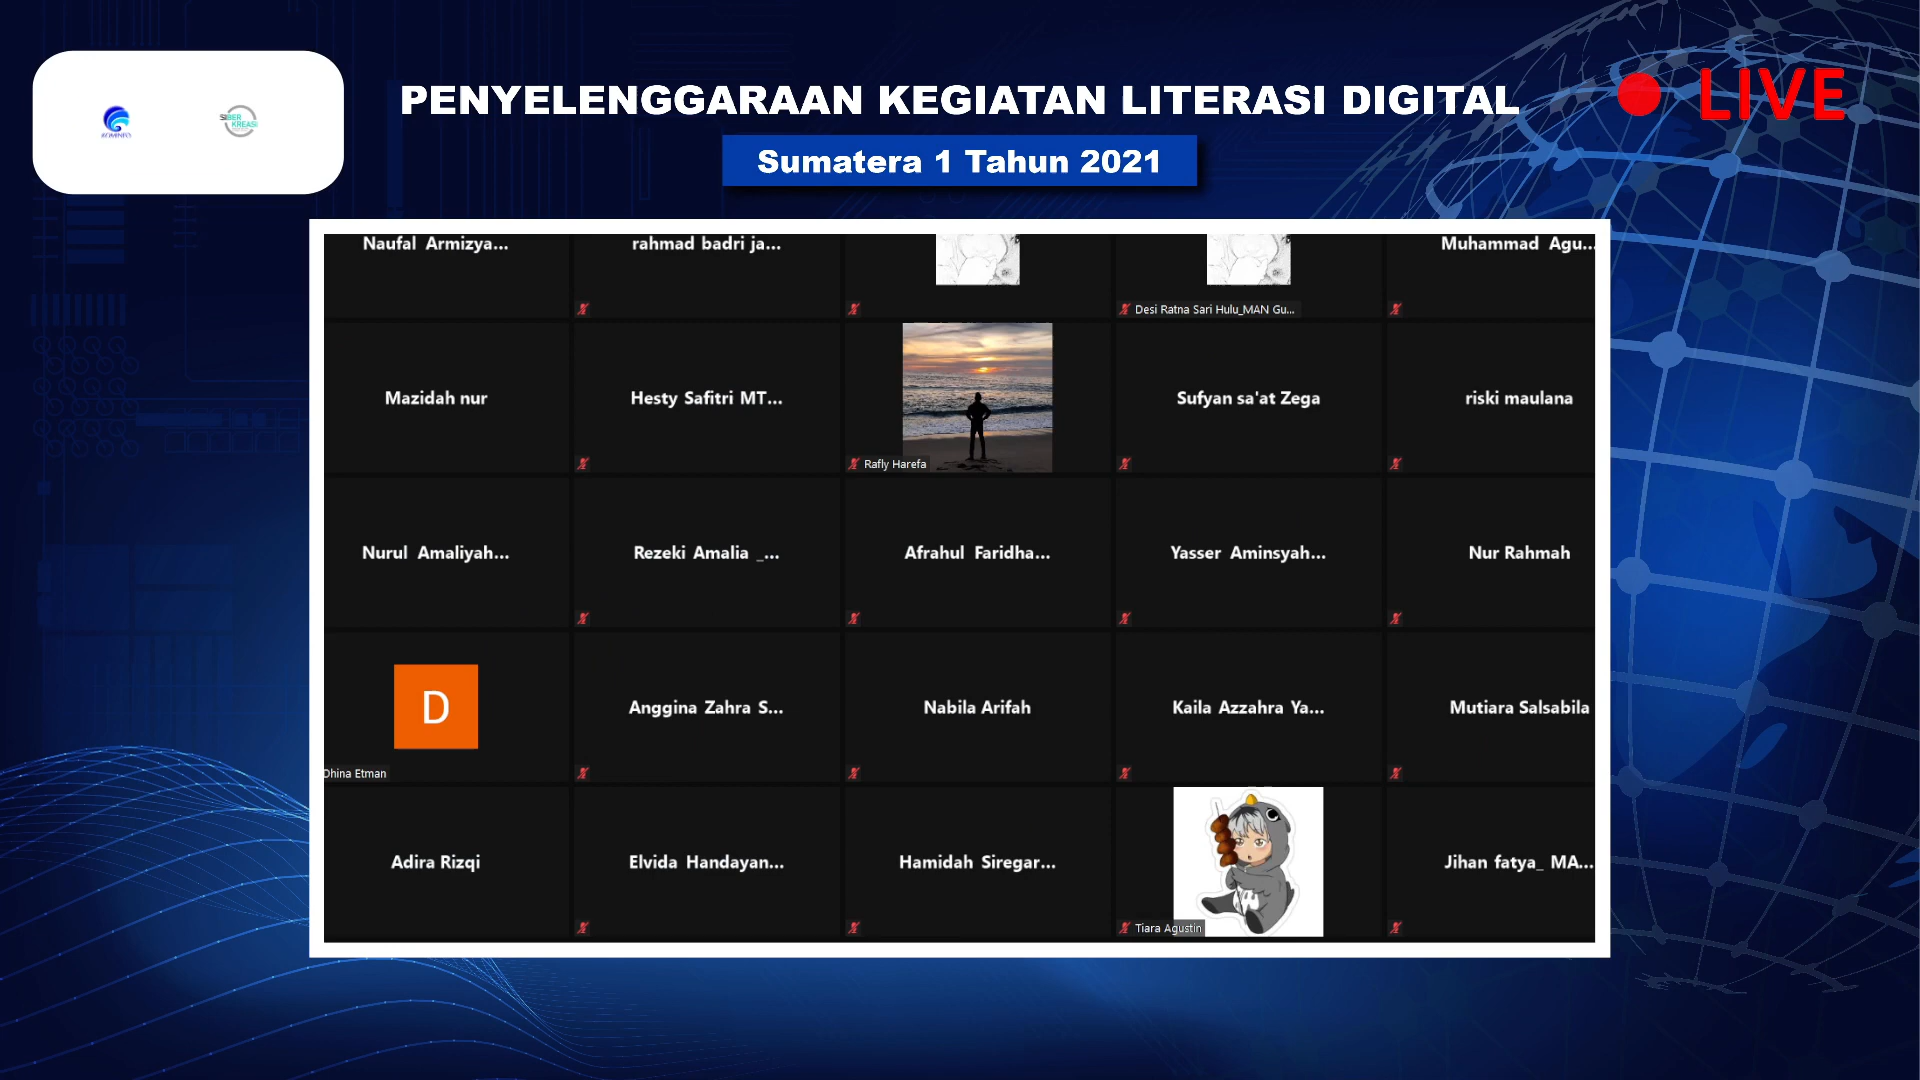 KOMINFO
SIBER
KREASI
PENYELENGGARAAN KEGIATAN LITERASI DIGITAL
LIVE
Sumatera 1 Tahun 2021
Naufal Armizya...
rahmad badri ja...
Muhammad Agu...
Desi Ratna Sari Hulu_MAN Gu...
Mazidah nur
Hesty Safitri MT...
Sufyan sa'at Zega
riski maulana
Rafly Harefa
Nurul Amaliyah...
Rezeki Amalia _...
Afrahul Faridha...
Yasser Aminsyah...
Nur Rahmah
D
Anggina Zahra S...
Nabila Arifah
Kaila Azzahra Ya...
Mutiara Salsabila
Dhina Etman
Adira Rizqi
Elvida Handayan...
Hamidah Siregar...
Jihan fatya_ MA...
Tiara Agustin